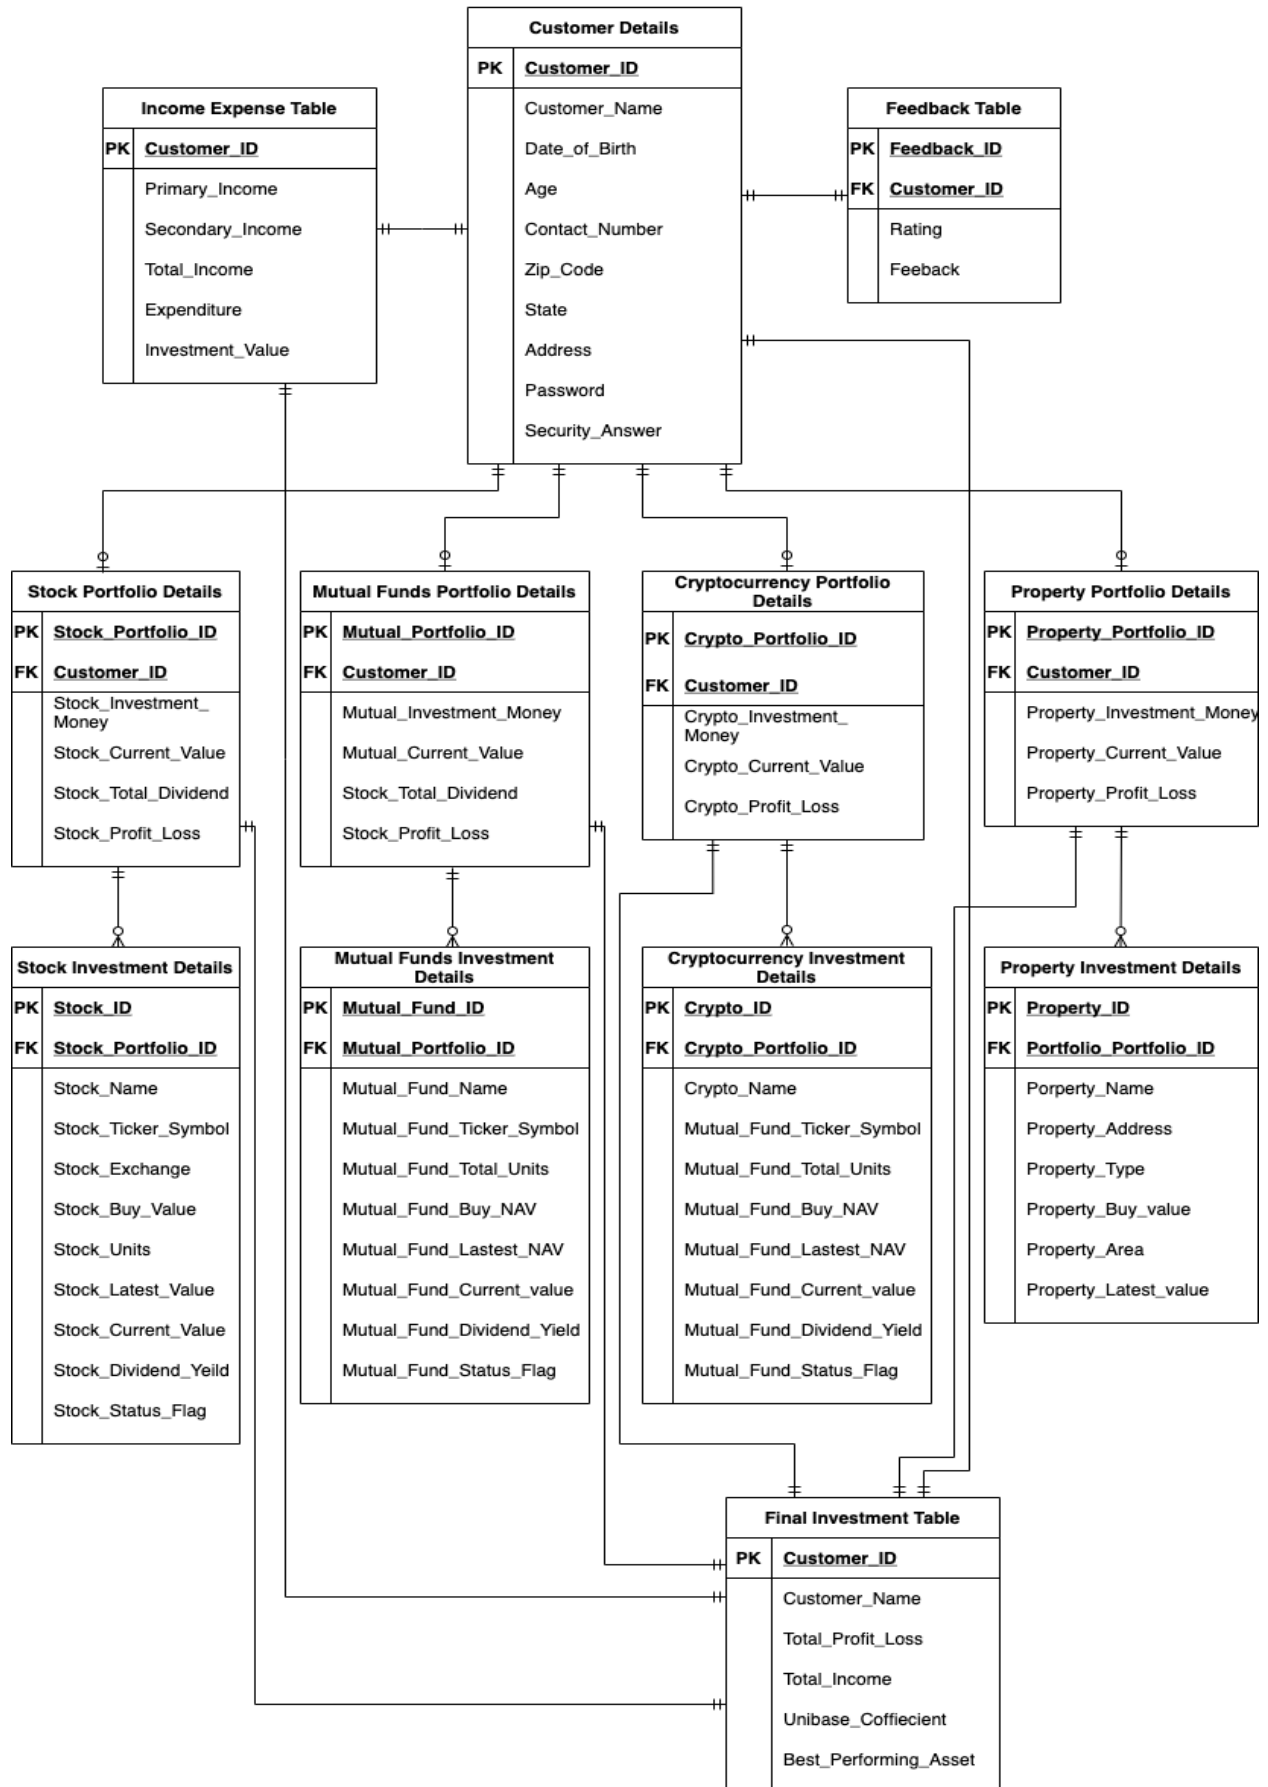 Customer Details
PK Customer_ID
Customer_Name
Date_of_Birth
Age
Contact_Number
Zip_Code
State
Address
Password
Security_Answer
Income Expense Table
PK Customer_ID
Primary_Income
Secondary_Income
Total_Income
Expenditure
Investment_Value
Feedback Table
PK Feedback_ID
FK Customer_ID
Rating
Feeback
Stock Portfolio Details
PK Stock_Portfolio_ID
FK Customer_ID
Stock_Investment_
Money
Stock_Current_Value
Stock_Total_Dividend
Stock_Profit_Loss
Mutual Funds Portfolio Details
PK Mutual_Portfolio_ID
FK Customer_ID
Mutual_Investment_Money
Mutual_Current_Value
Stock_Total_Dividend
Stock_Profit_Loss
Cryptocurrency Portfolio
Details
PK Crypto_Portfolio_ID
FK Customer_ID
Crypto_Investment_
Money
Crypto_Current_Value
Crypto_Profit_Loss
Property Portfolio Details
PK Property_Portfolio_ID
FK Customer_ID
Property_Investment_Money
Property_Current_Value
Property_Profit_Loss
Stock Investment Details
PK Stock_ID
FK Stock_Portfolio_ID
Stock_Name
Stock_Ticker_Symbol
Stock_Exchange
Stock_Buy_Value
Stock_Units
Stock_Latest_Value
Stock_Current_Value
Stock_Dividend_Yeild
Stock_Status_Flag
Mutual Funds Investment
Details
PK Mutual_Fund_ID
FK Mutual_Portfolio_ID
Mutual_Fund_Name
Mutual_Fund_Ticker_Symbol
Mutual_Fund_Total_Units
Mutual_Fund_Buy_NAV
Mutual_Fund_Lastest_NAV
Mutual_Fund_Current_value
Mutual_Fund_Dividend_Yield
Mutual_Fund_Status_Flag
Cryptocurrency Investment
Details
PK Crypto_ID
FK Crypto_Portfolio_ID
Crypto_Name
Mutual_Fund_Ticker_Symbol
Mutual_Fund_Total_Units
Mutual_Fund_Buy_NAV
Mutual_Fund_Lastest_NAV
Mutual_Fund_Current_value
Mutual_Fund_Dividend_Yield
Mutual_Fund_Status_Flag
Property Investment Details
PK Property_ID
FK Portfolio_Portfolio_ID
Porperty_Name
Property_Address
Property_Type
Property_Buy_value
Property_Area
Property_Latest_value
Final Investment Table
PK Customer_ID
Customer_Name
Total_Profit_Loss
Total_Income
Unibase_Coffiecient
Best_Performing_Asset